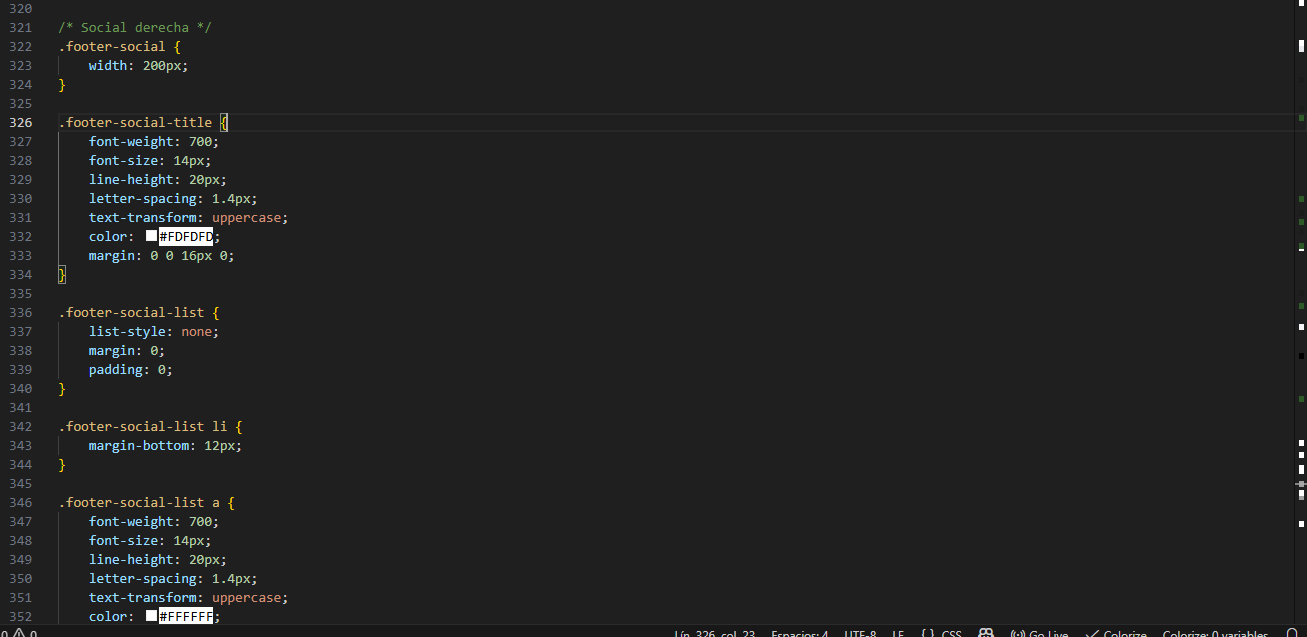 320
321 /* Social derecha */
322 .footer-social {
323 width: 200px;
324 }
325
326 .footer-social-title {
327 font-weight: 700;
328 font-size: 14px;
329 line-height: 20px;
330 letter-spacing: 1.4px;
331 text-transform: uppercase;
332 color: #FDFDFD;
333 margin: 0 0 16px 0;
334 }
335
336 .footer-social-list {
337 list-style: none;
338 margin: 0;
339 padding: 0;
340 }
341
342 .footer-social-list li {
343 margin-bottom: 12px;
344 }
345
346 .footer-social-list a {
347 font-weight: 700;
348 font-size: 14px;
349 line-height: 20px;
350 letter-spacing: 1.4px;
351 text-transform: uppercase;
352 color: #FFFFFF;
0 0 Lín. 326, col. 23 Espacios: 4 UTF-8 LF { } CSS Go Live Colorize Colorize: 0 variables